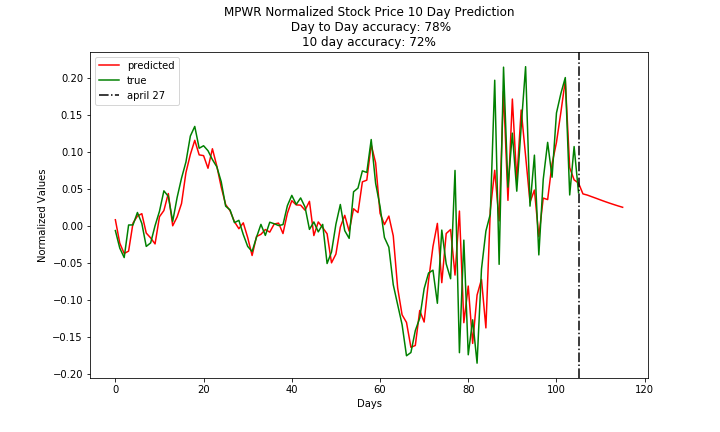 MPWR Normalized Stock Price 10 Day Prediction
Day to Day accuracy: 78%
10 day accuracy: 72%
predicted
true
april 27
Normalized Values
0.20
0.15
0.10
0.05
0.00
−0.05
−0.10
−0.15
−0.20
0 20 40 60 80 100 120
Days